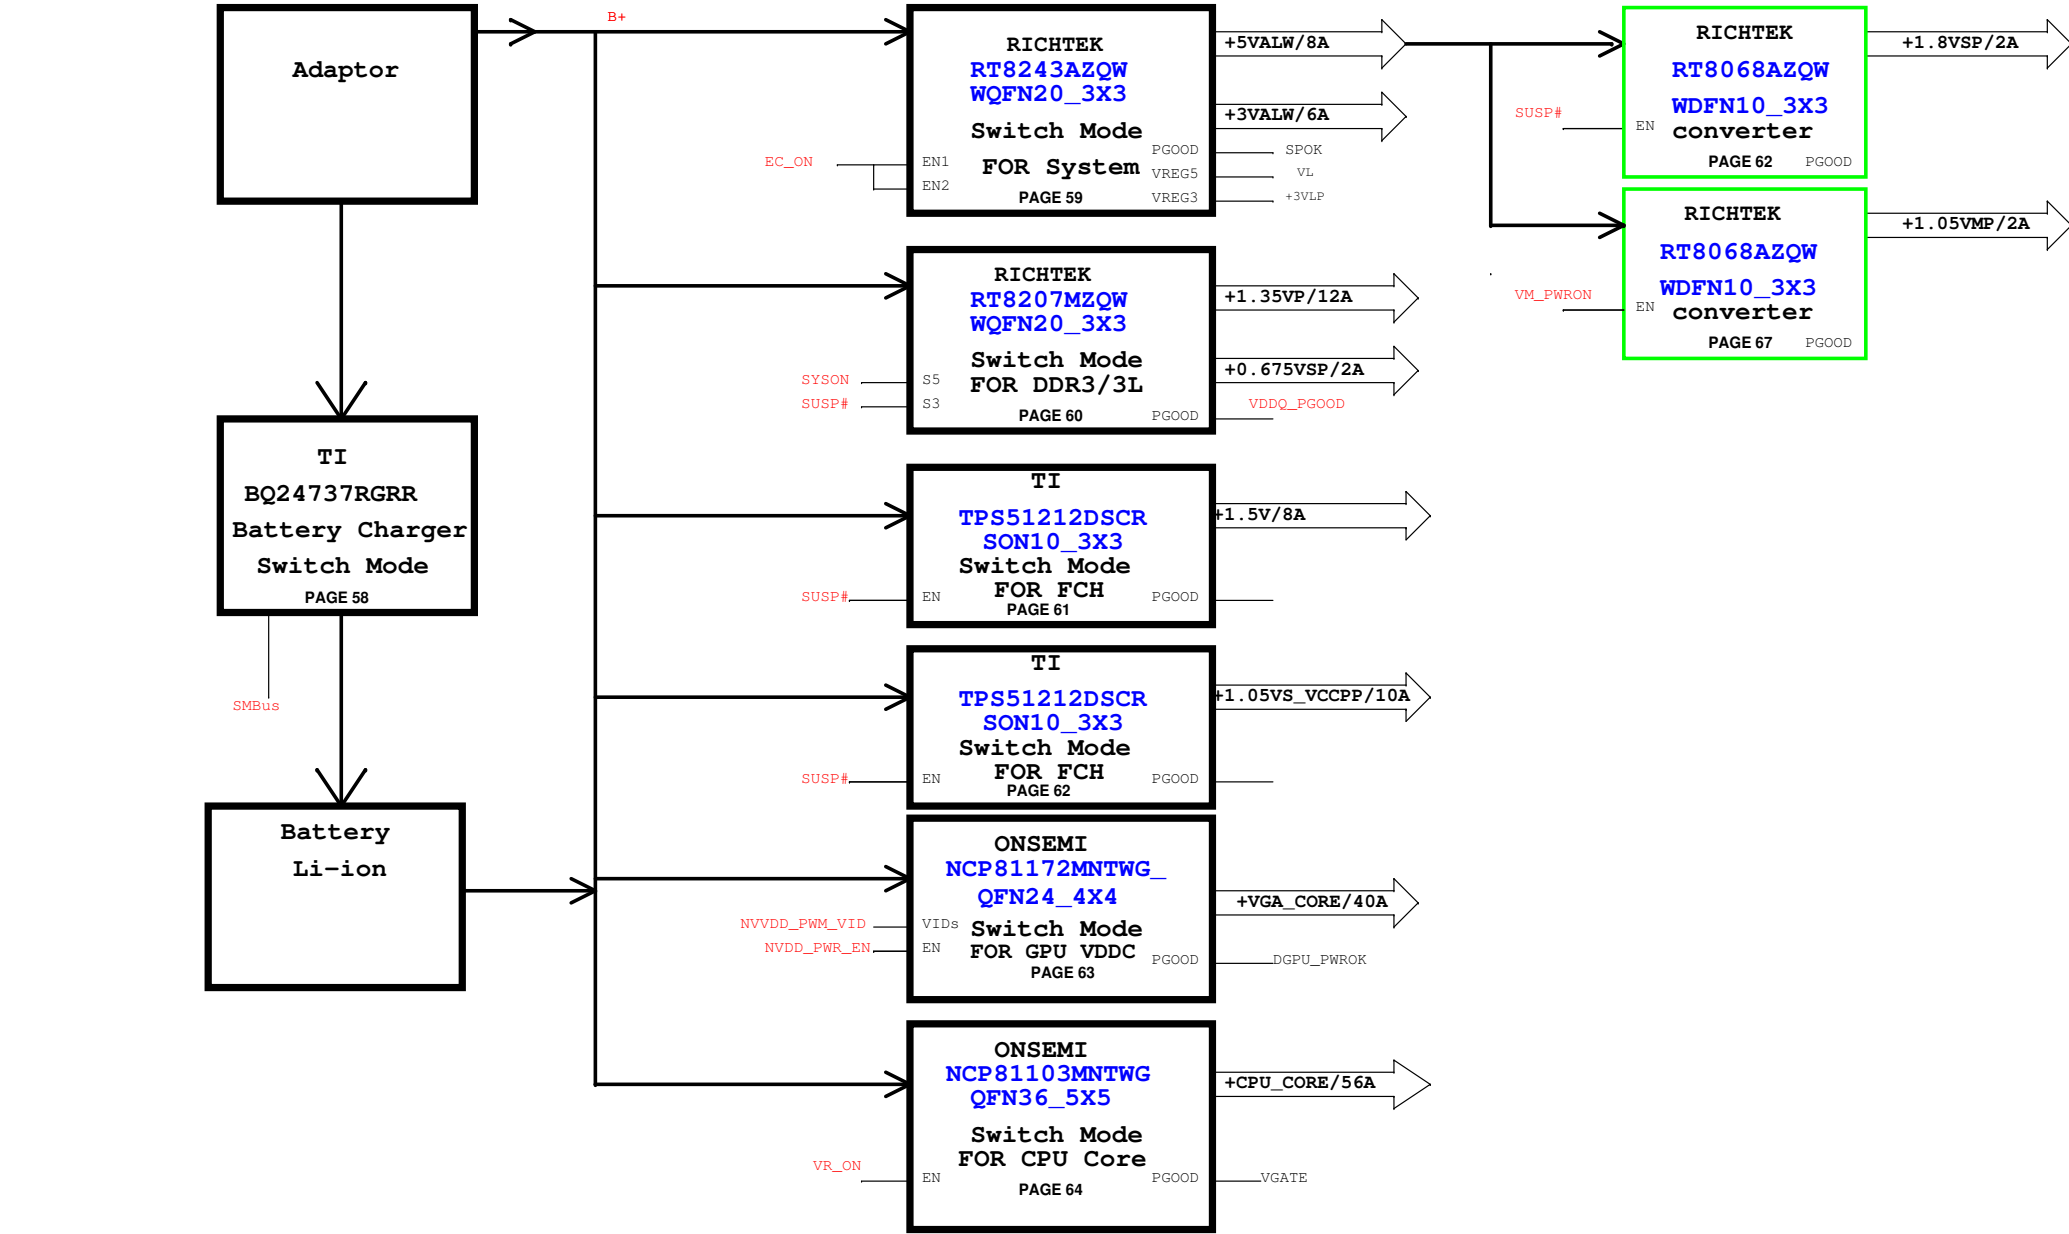 B+
Adaptor
RICHTEK
RT8243AZQW
WQFN20_3X3
Switch Mode
FOR System
PAGE 59
EC_ON
EN1
EN2
PGOOD
VREG5
VREG3
SPOK
VL
+3VLP
+5VALW/8A
+3VALW/6A
RICHTEK
RT8068AZQW
WDFN10_3X3
converter
PAGE 62
PGOOD
SUSP#
EN
+1.8VSP/2A
RICHTEK
RT8068AZQW
WDFN10_3X3
converter
PAGE 67
PGOOD
VM_PWRON
EN
+1.05VMP/2A
RICHTEK
RT8207MZQW
WQFN20_3X3
Switch Mode
FOR DDR3/3L
PAGE 60
SYSON
S5
SUSP#
S3
PGOOD
VDDQ_PGOOD
+1.35VP/12A
+0.675VSP/2A
TI
BQ24737RGRR
Battery Charger
Switch Mode
PAGE 58
SMBus
TI
TPS51212DSCR
SON10_3X3
Switch Mode
FOR FCH
PAGE 61
SUSP#
EN
PGOOD
+1.5V/8A
TI
TPS51212DSCR
SON10_3X3
Switch Mode
FOR FCH
PAGE 62
SUSP#
EN
PGOOD
+1.05VS_VCCPP/10A
Battery
Li-ion
ONSEMI
NCP81172MNTWG_
QFN24_4X4
Switch Mode
FOR GPU VDDC
PAGE 63
NVVDD_PWM_VID
VIDs
NVDD_PWR_EN
EN
PGOOD
DGPU_PWROK
+VGA_CORE/40A
ONSEMI
NCP81103MNTWG
QFN36_5X5
Switch Mode
FOR CPU Core
PAGE 64
VR_ON
EN
PGOOD
VGATE
+CPU_CORE/56A